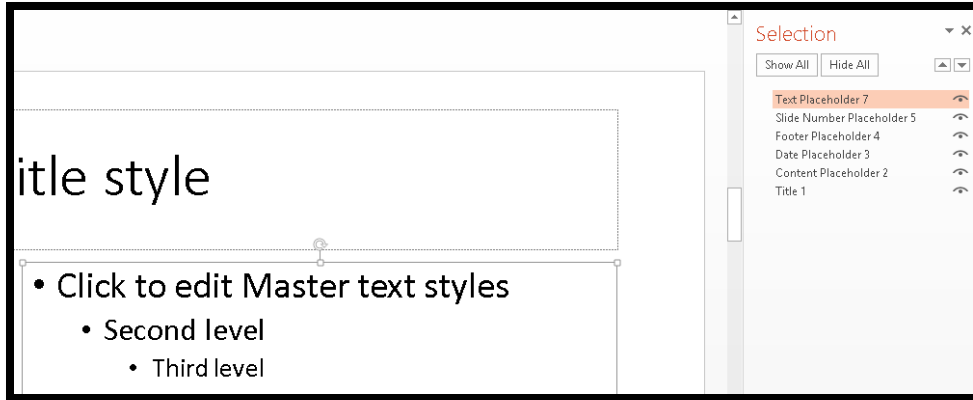 itle style
• Click to edit Master text styles
• Second level
• Third level
Selection
Show All Hide All
Text Placeholder 7
Slide Number Placeholder 5
Footer Placeholder 4
Date Placeholder 3
Content Placeholder 2
Title 1